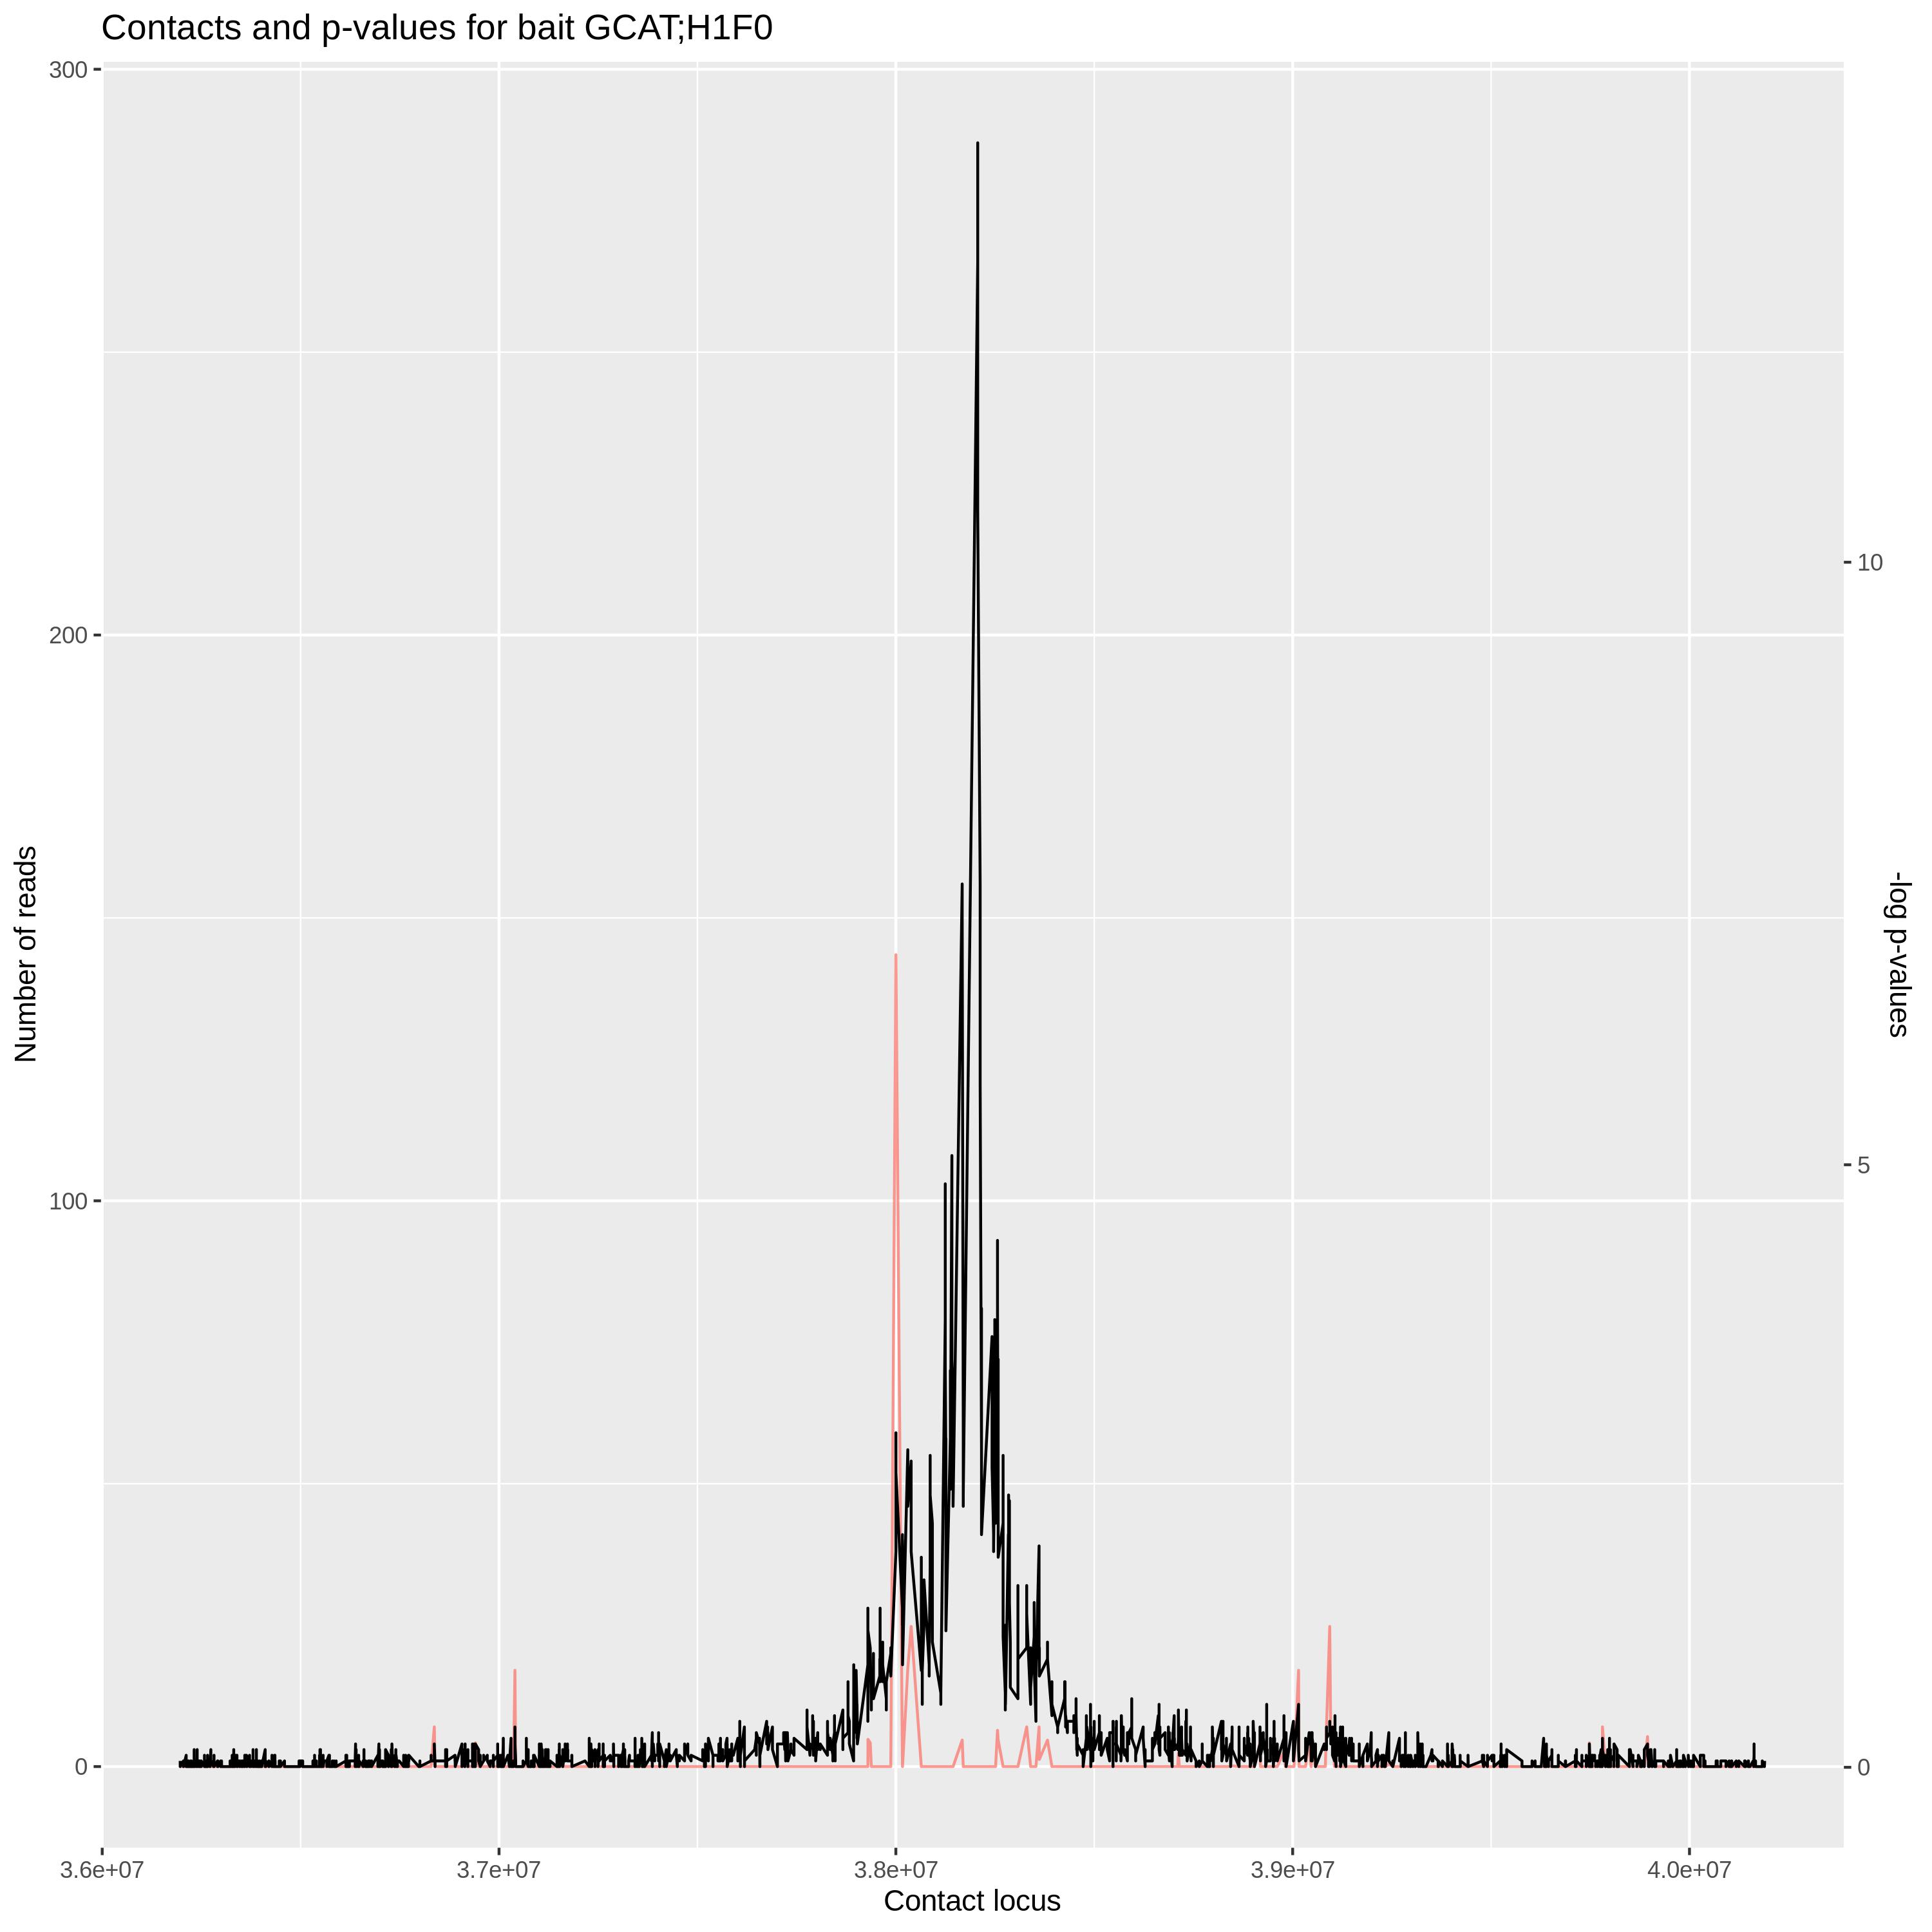 Contacts and p-values for bait GCAT;H1F0
300
200
100
0
Number of reads
10
5
0
-log p-values
3.6e+07
3.7e+07
3.8e+07
3.9e+07
4.0e+07
Contact locus